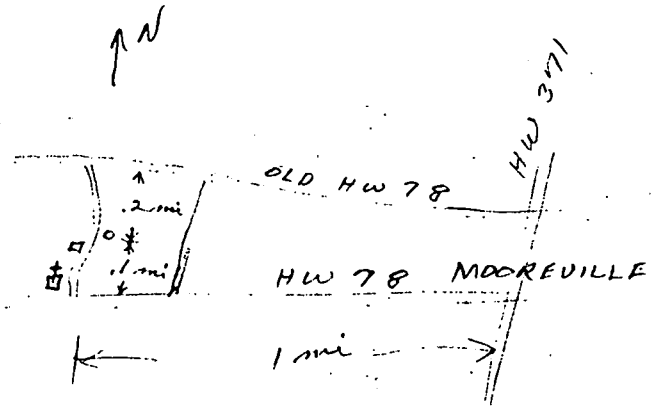 N
HW 371
OLD HW 78
.2 mi
.1 mi
HW 78 MOOREVILLE
1 mi